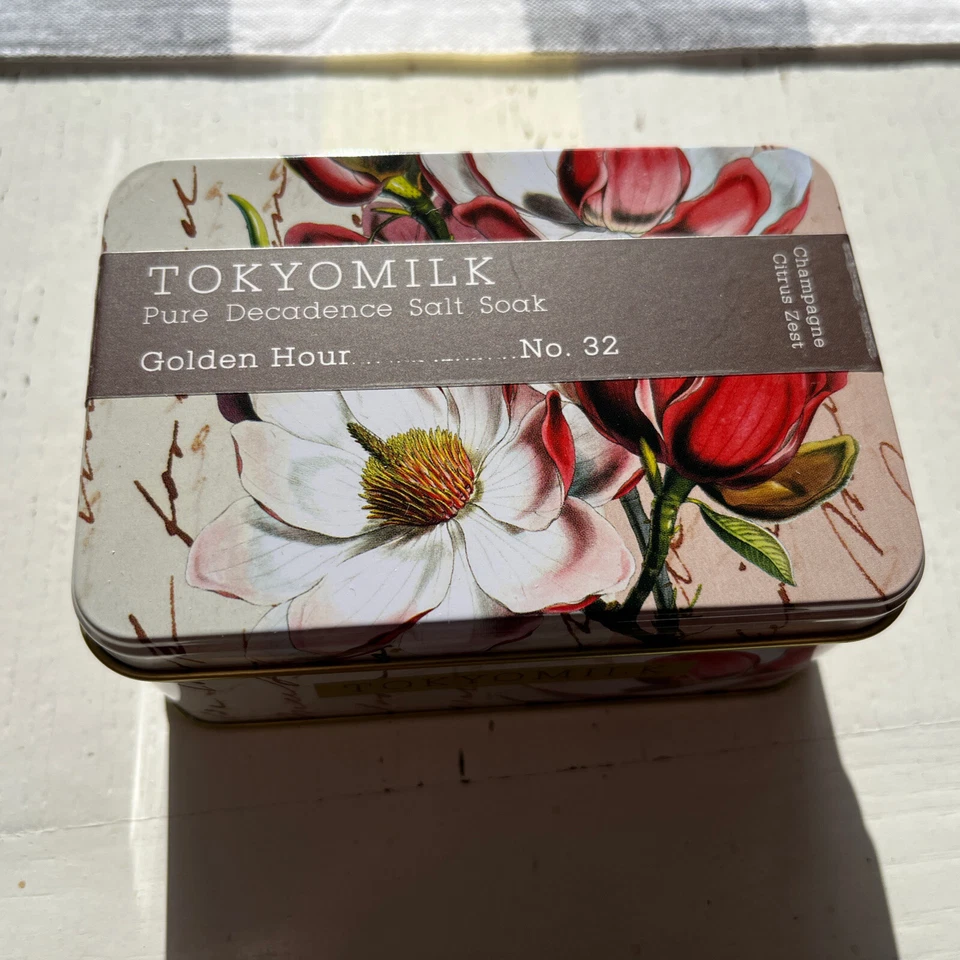 TOKYOMILK
Pure Decadence Salt Soak
Golden Hour.................No. 32
Champagne
Citrus Zest
TOKYOMILK